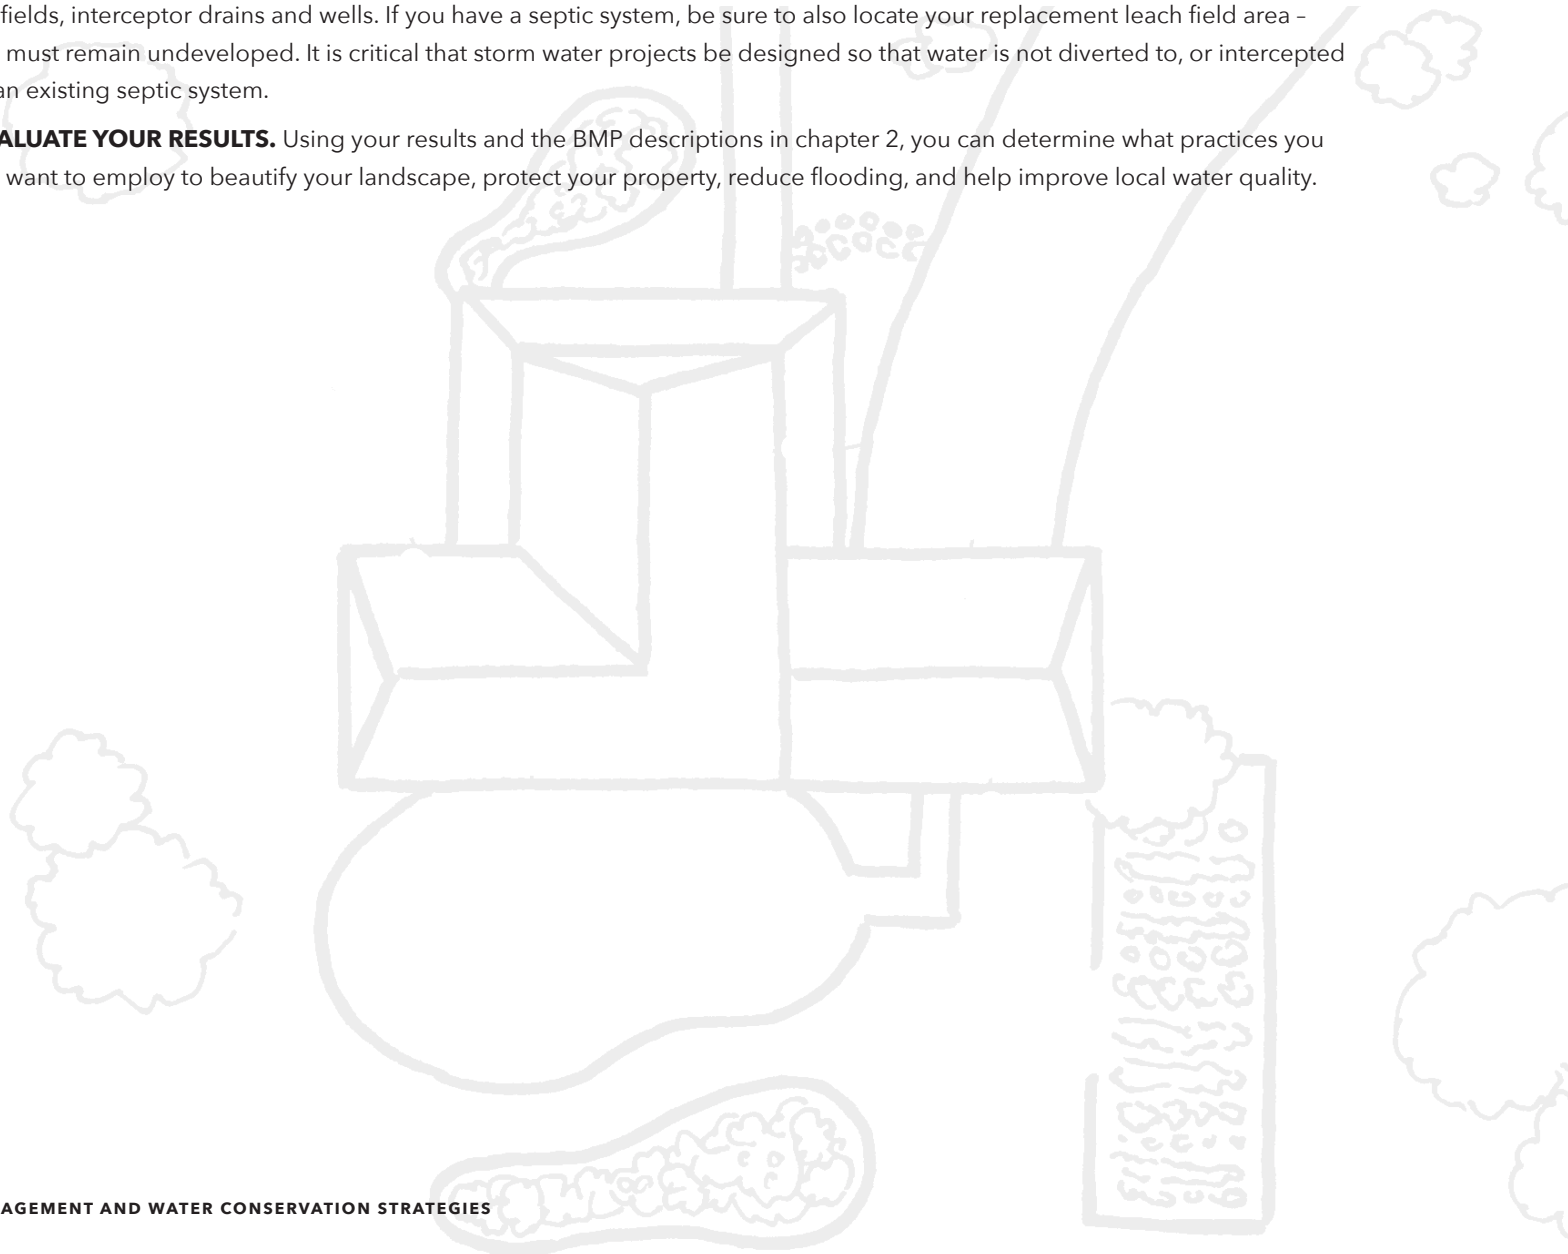 fields, interceptor drains and wells. If you have a septic system, be sure to also locate your replacement leach field area –
must remain undeveloped. It is critical that storm water projects be designed so that water is not diverted to, or intercepted
an existing septic system.
ALUATE YOUR RESULTS. Using your results and the BMP descriptions in chapter 2, you can determine what practices you
want to employ to beautify your landscape, protect your property, reduce flooding, and help improve local water quality.
AGEMENT AND WATER CONSERVATION STRATEGIES